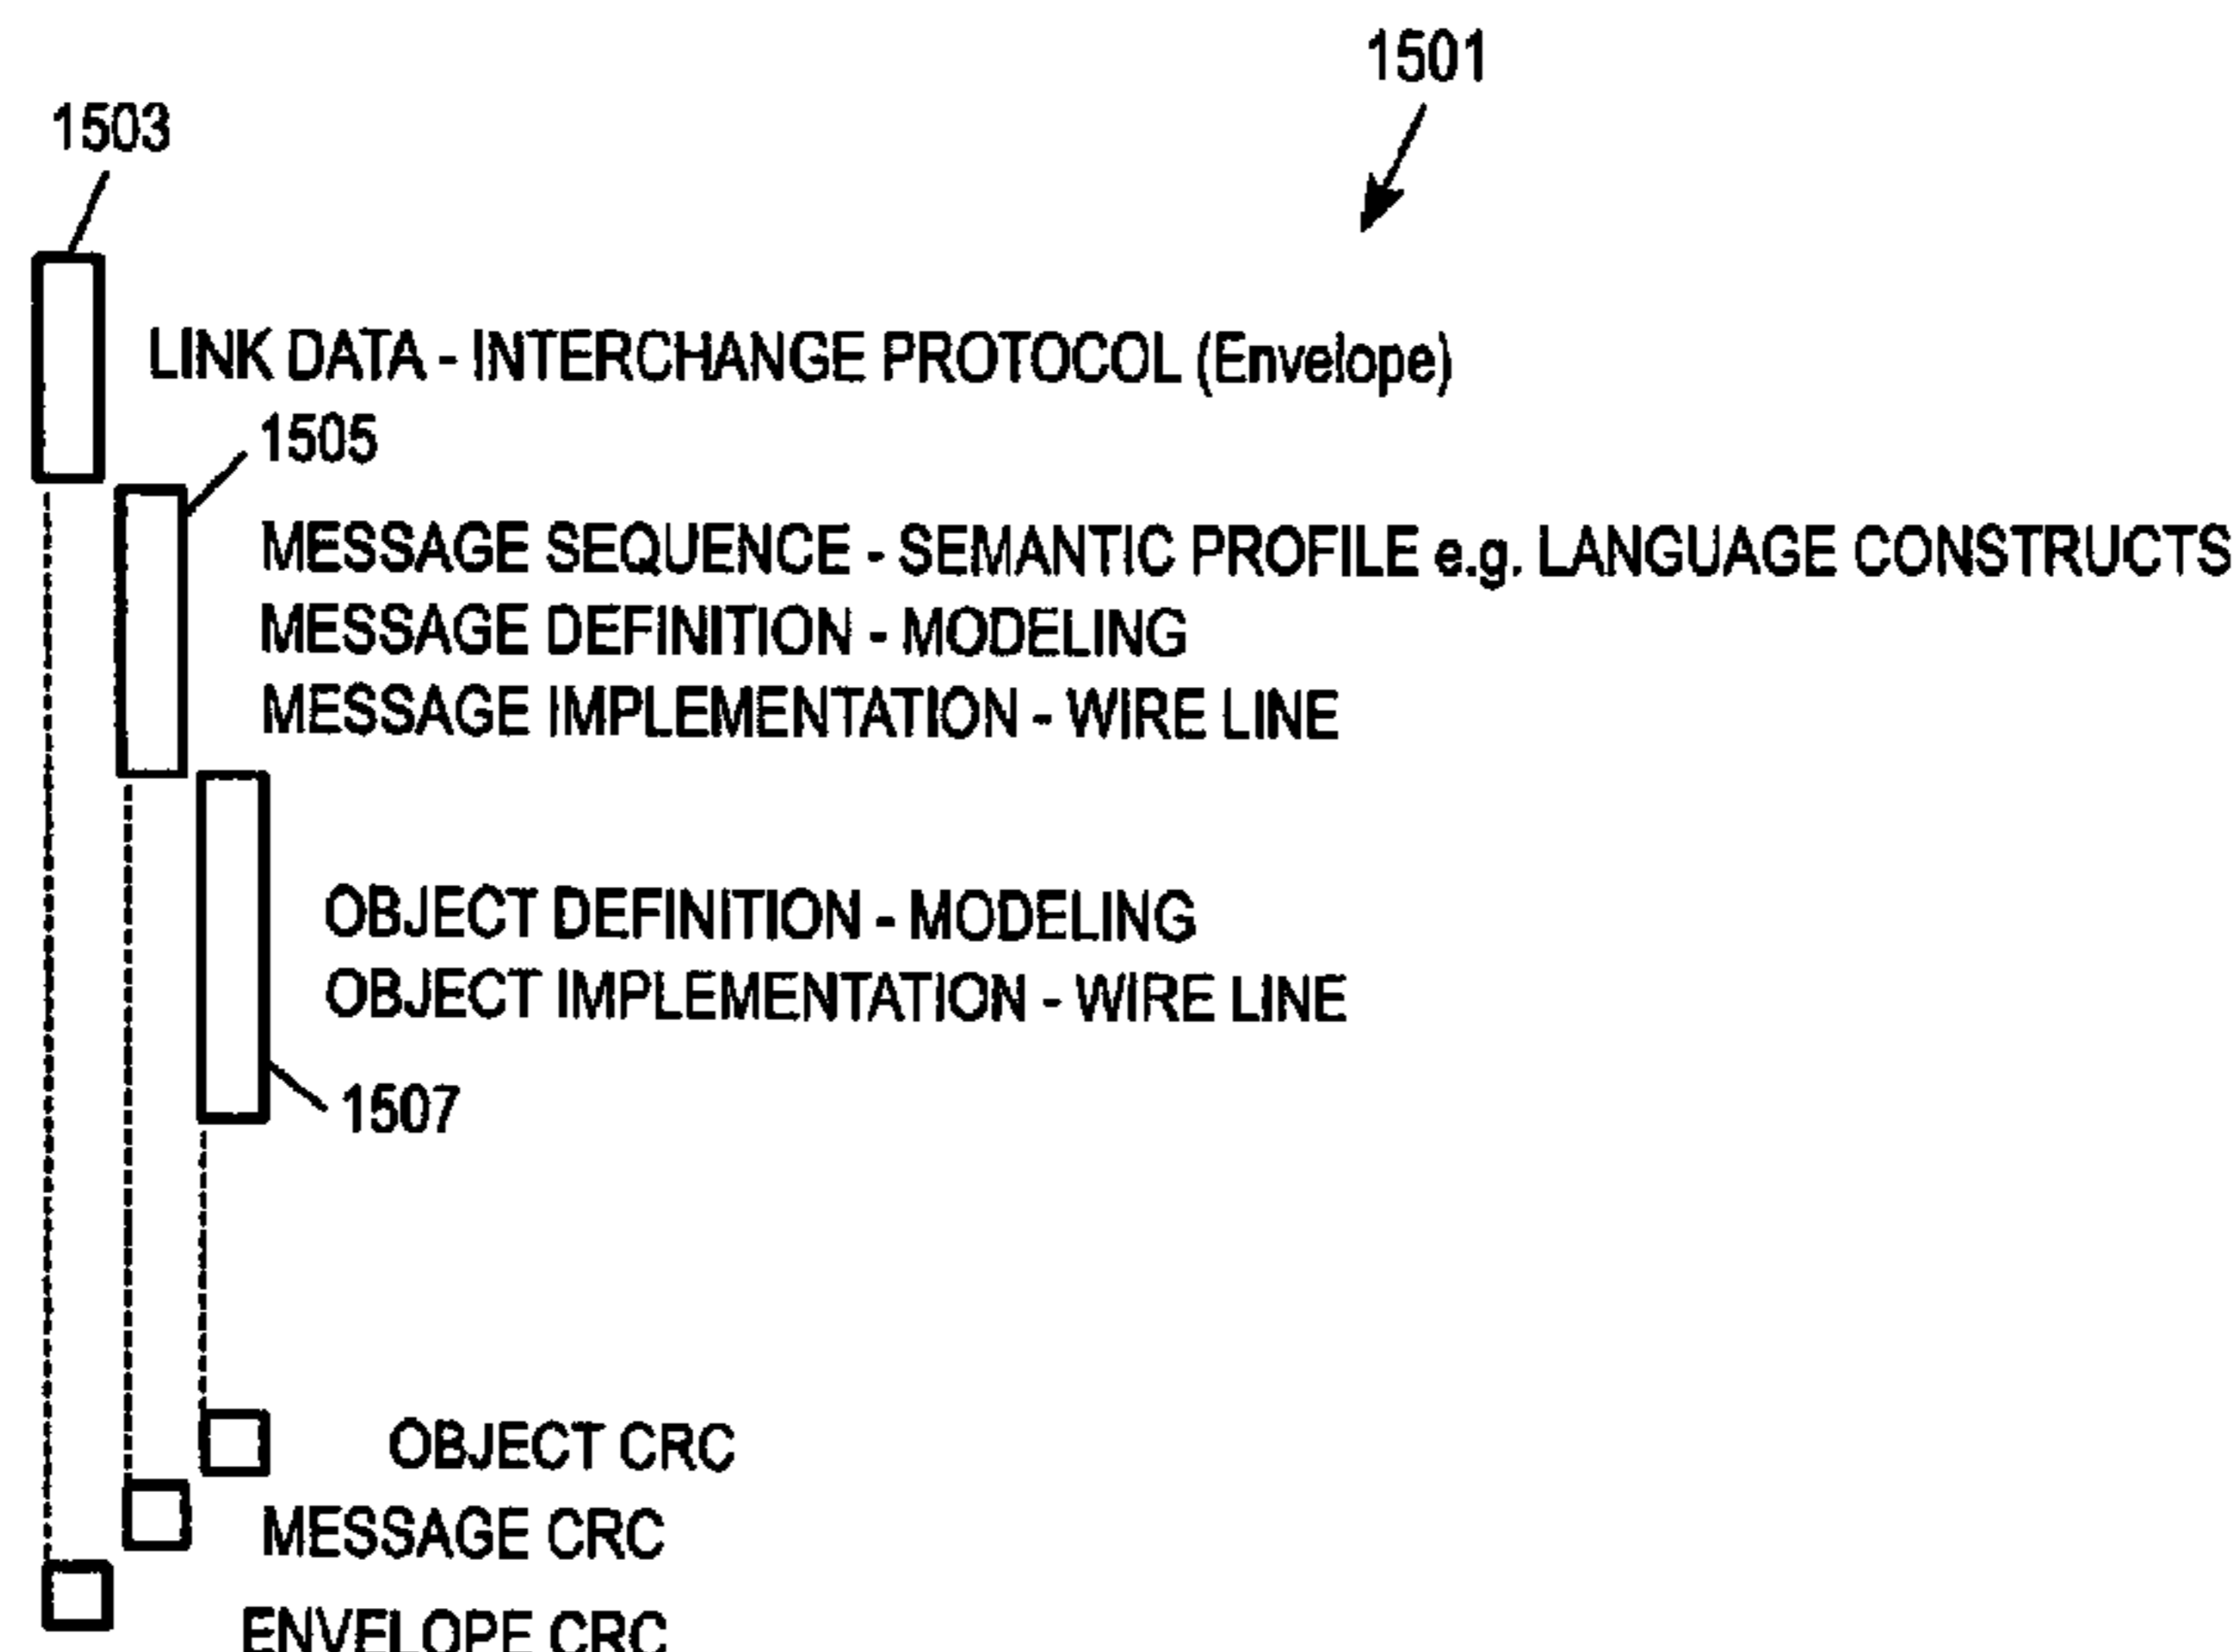 1501
1503
LINK DATA - INTERCHANGE PROTOCOL (Envelope)
1505
MESSAGE SEQUENCE - SEMANTIC PROFILE e.g. LANGUAGE CONSTRUCTS
MESSAGE DEFINITION - MODELING
MESSAGE IMPLEMENTATION - WIRE LINE
OBJECT DEFINITION - MODELING
OBJECT IMPLEMENTATION - WIRE LINE
1507
OBJECT CRC
MESSAGE CRC
ENVELOPE CRC